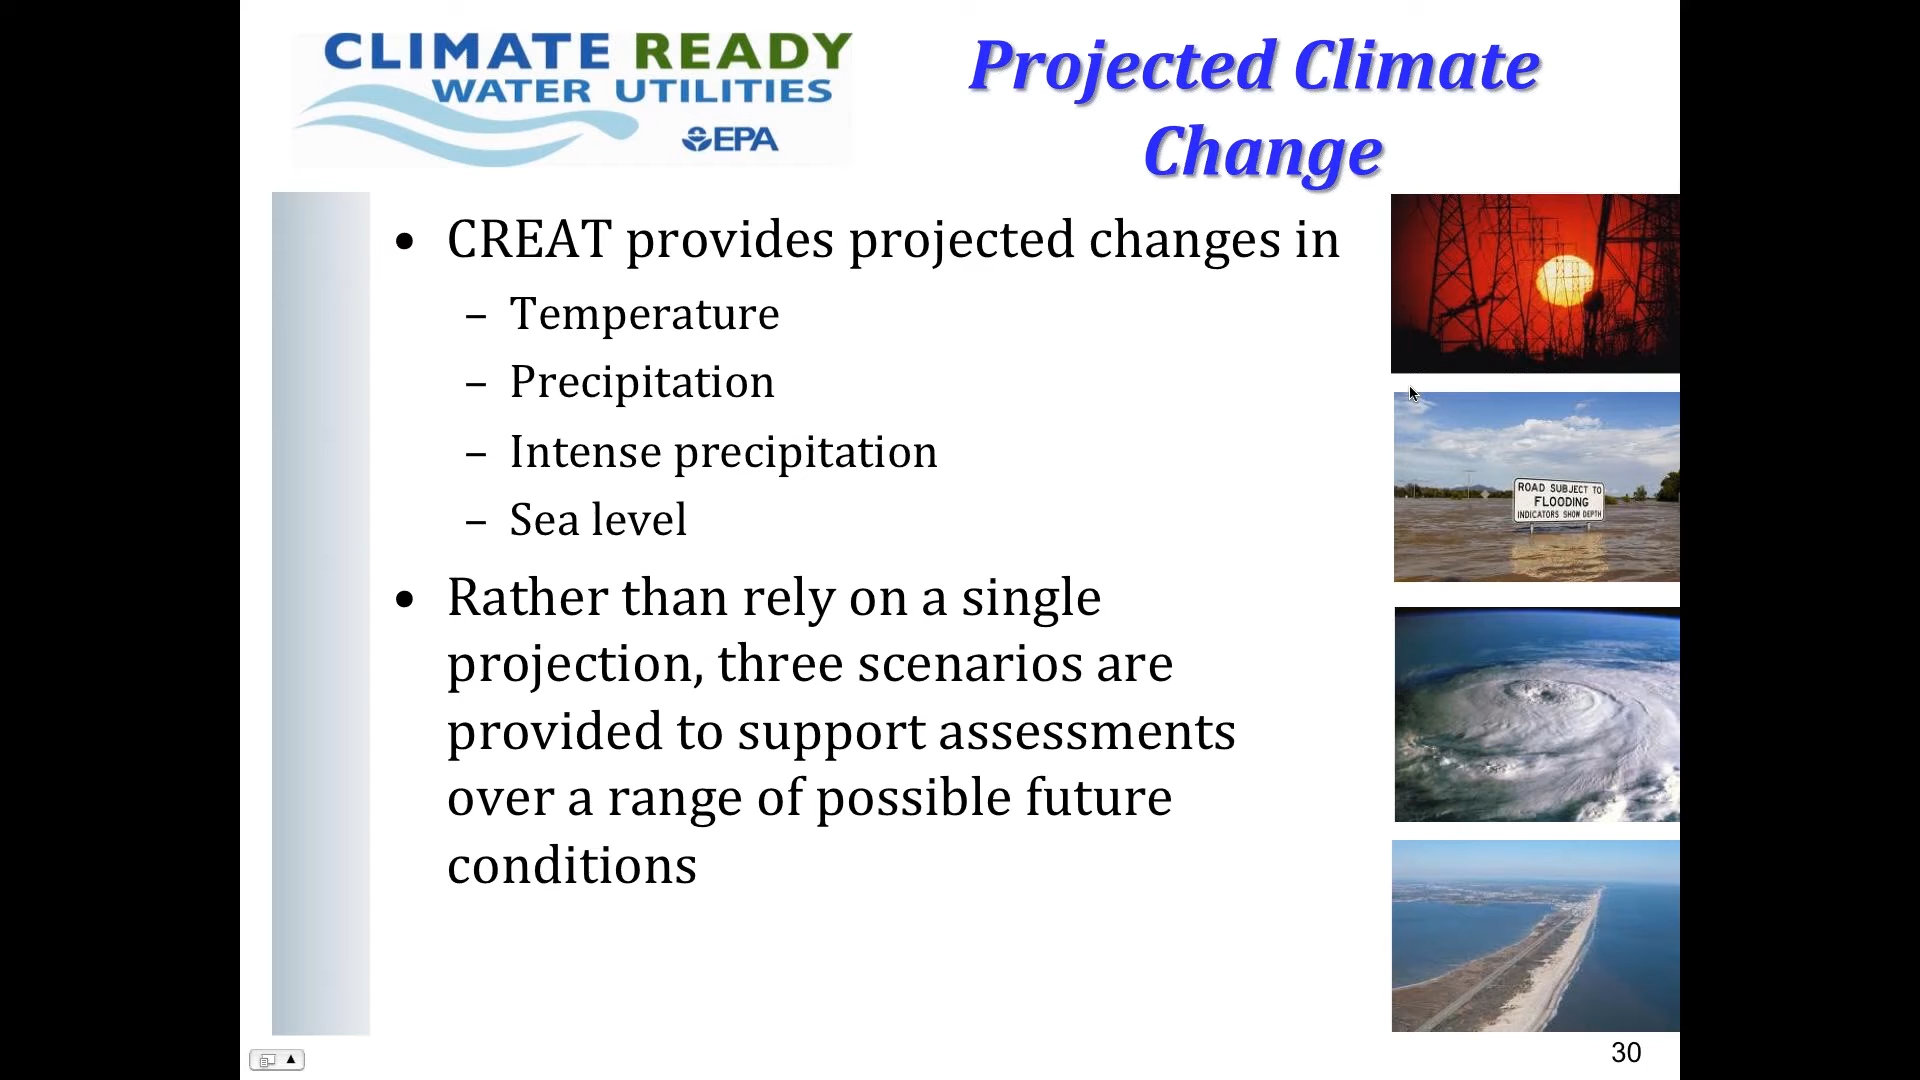 CLIMATE READY
WATER UTILITIES
EPA
Projected Climate
Change
• CREAT provides projected changes in
– Temperature
– Precipitation
– Intense precipitation
– Sea level
• Rather than rely on a single
projection, three scenarios are
provided to support assessments
over a range of possible future
conditions
ROAD SUBJECT TO
FLOODING
INDICATORS SHOW DEPTH
30